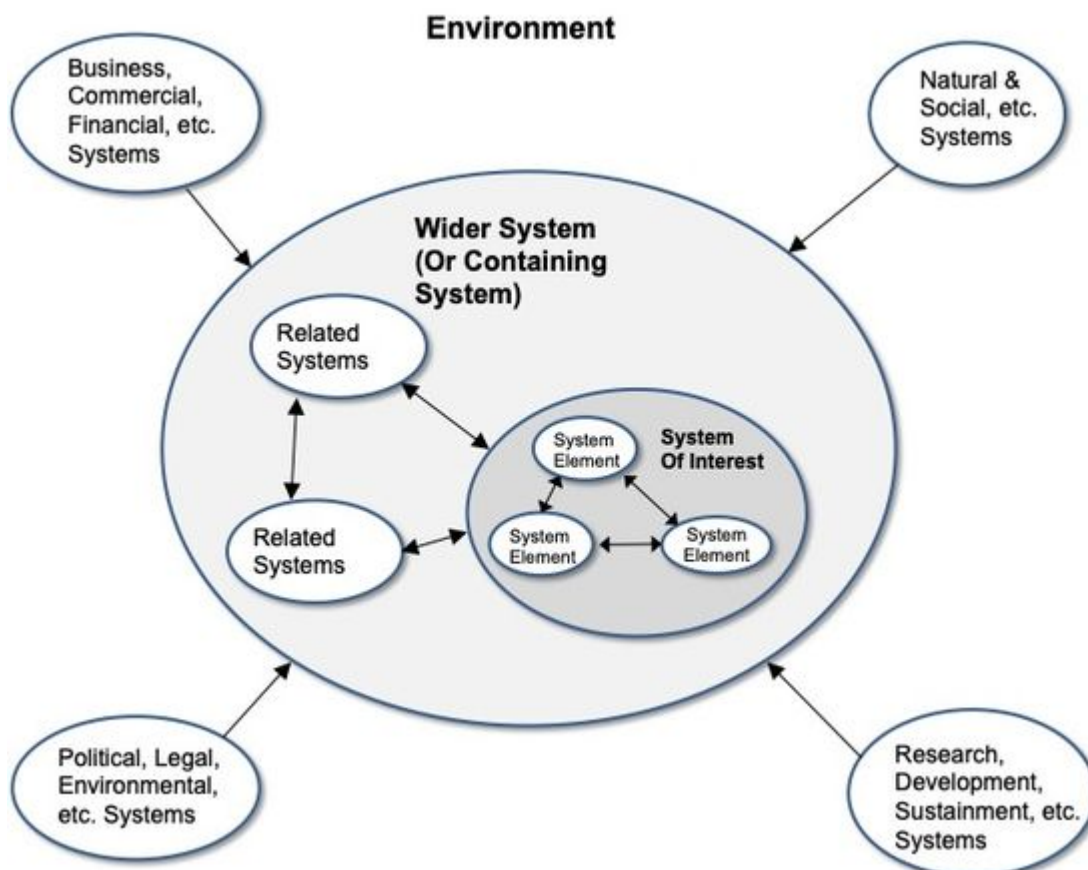 Environment
Business,
Commercial,
Financial, etc.
Systems
Natural &
Social, etc.
Systems
Wider System
(Or Containing
System)
Related
Systems
System
Element
System
Of Interest
Related
Systems
System
Element
System
Element
Political, Legal,
Environmental,
etc. Systems
Research,
Development,
Sustainment, etc.
Systems